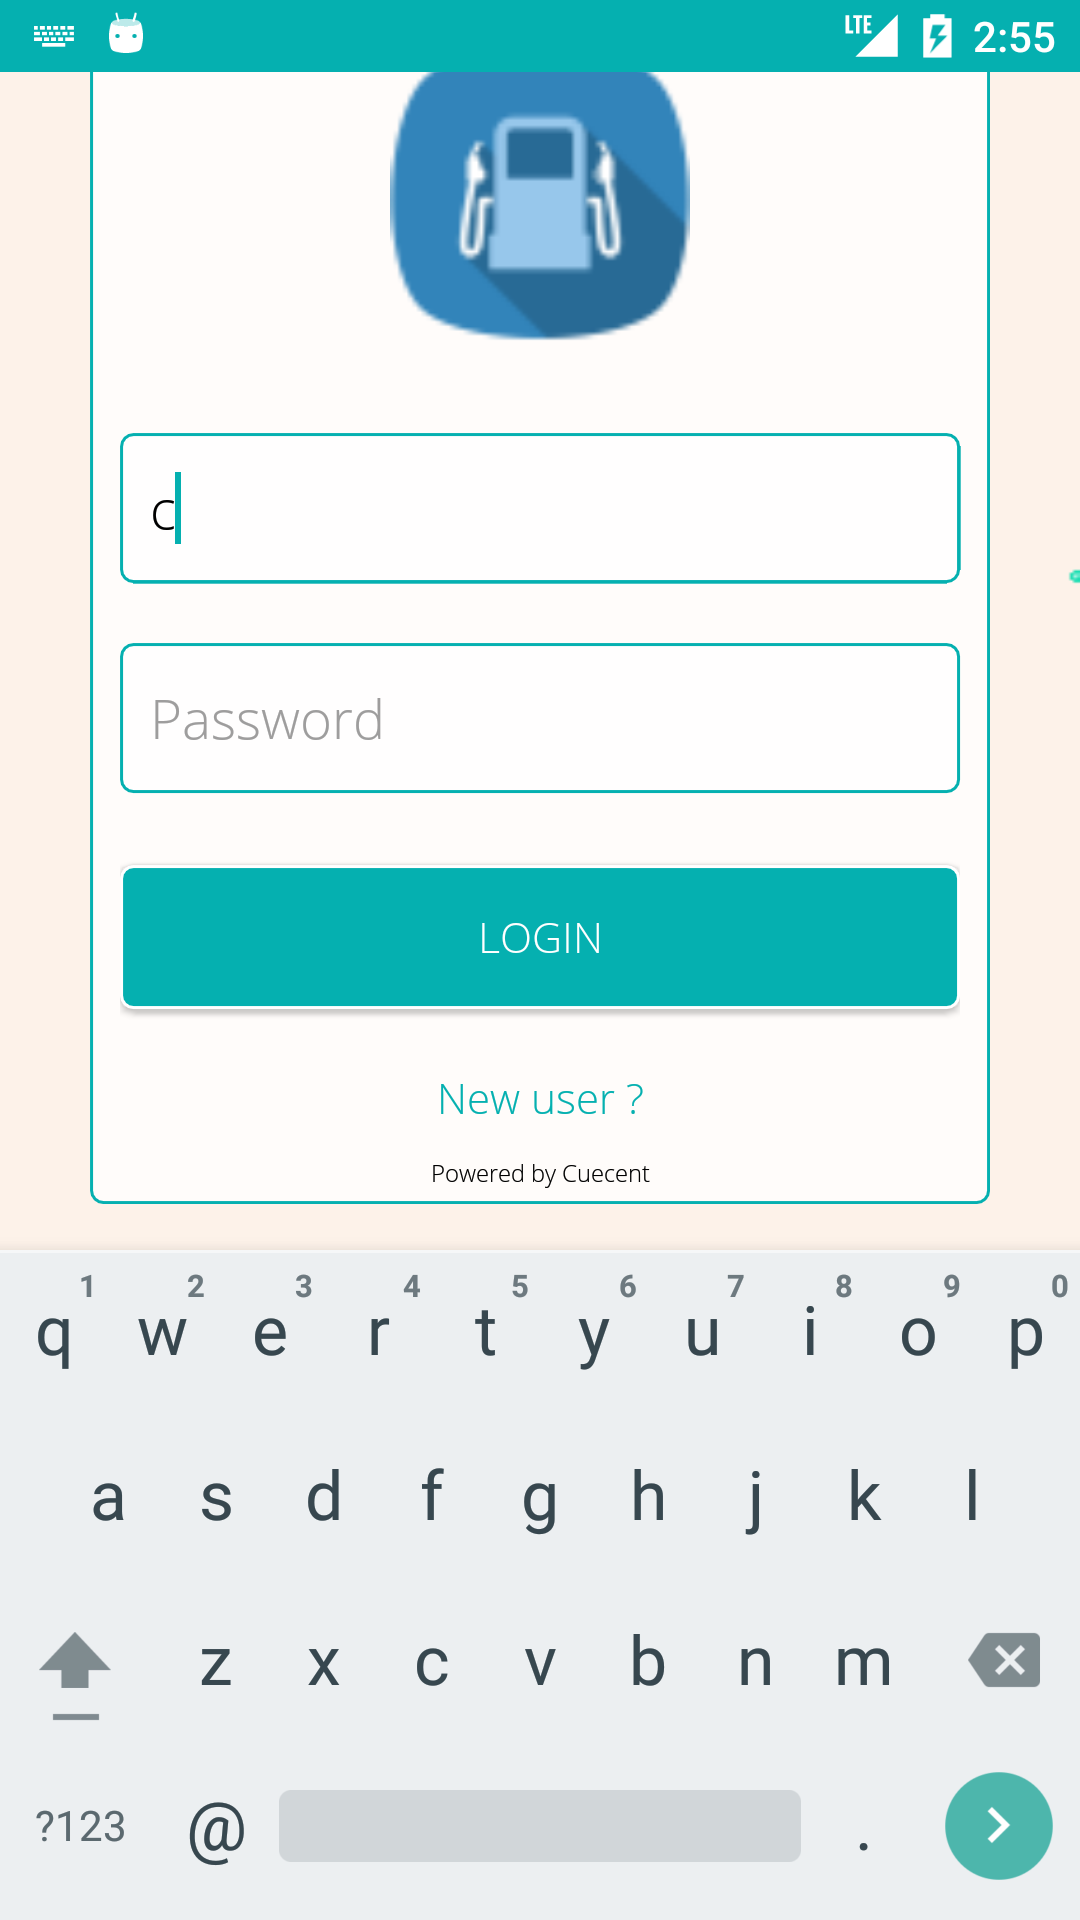 LTE 2:55
c
Password
LOGIN
New user ?
Powered by Cuecent
1 2 3 4 5 6 7 8 9 0
q w e r t y u i o p
a s d f g h j k l
z x c v b n m
?123 @ .